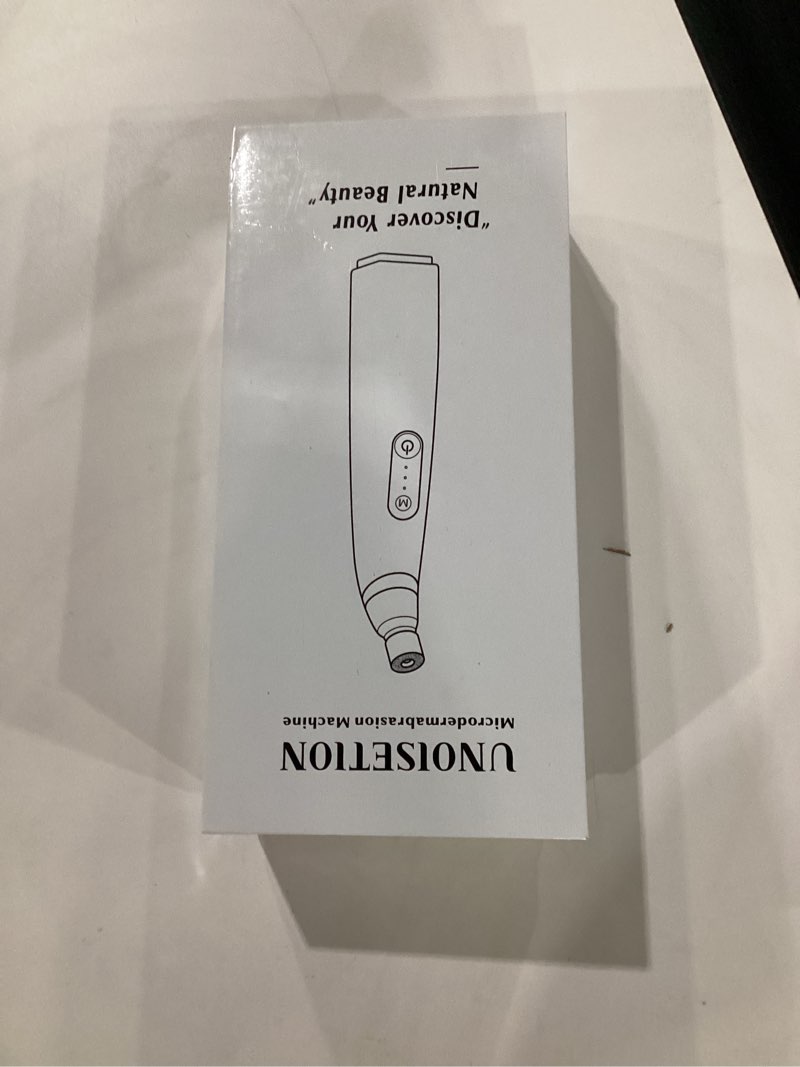 UNOISETION
Microdermabrasion Machine
M
"Discover Your
Natural Beauty"